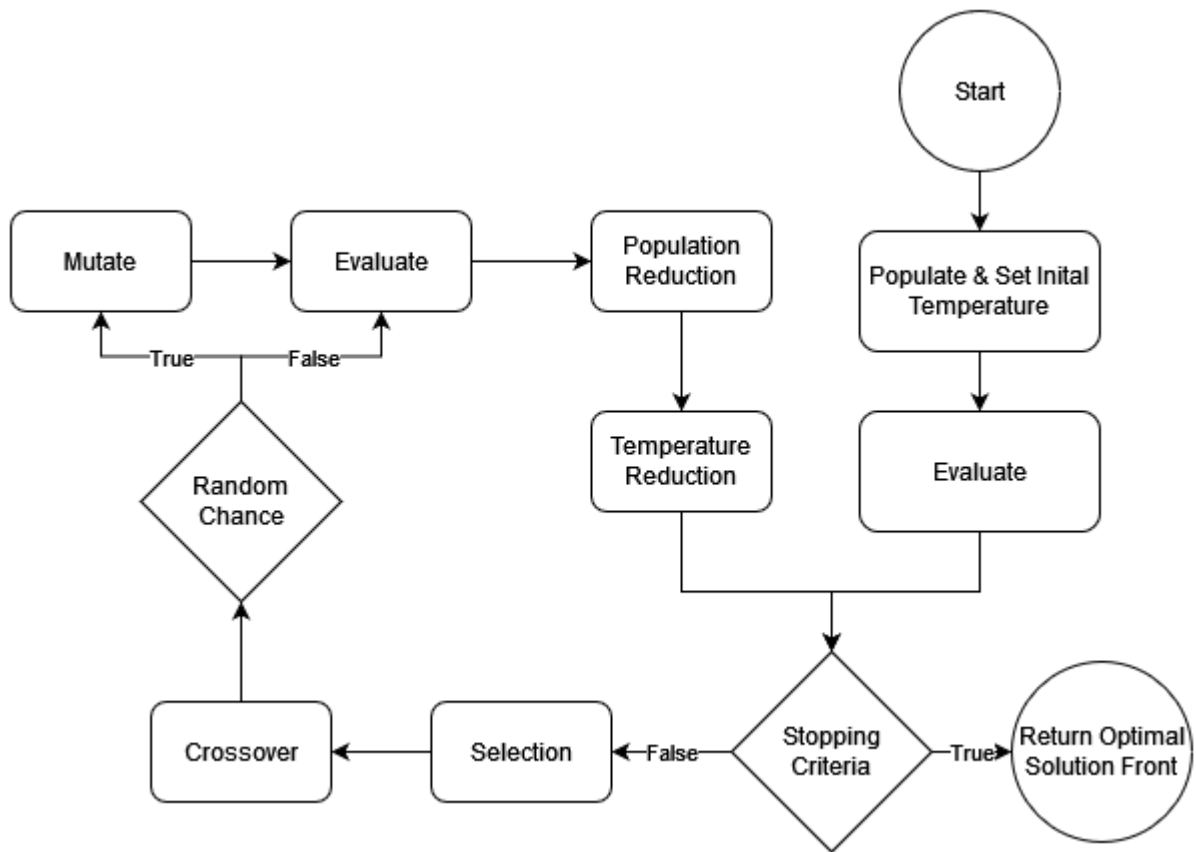 Start
Populate & Set Inital
Temperature
Evaluate
Mutate
Evaluate
Population
Reduction
True
False
Temperature
Reduction
Random
Chance
Crossover
Selection
False
Stopping
Criteria
True
Return Optimal
Solution Front